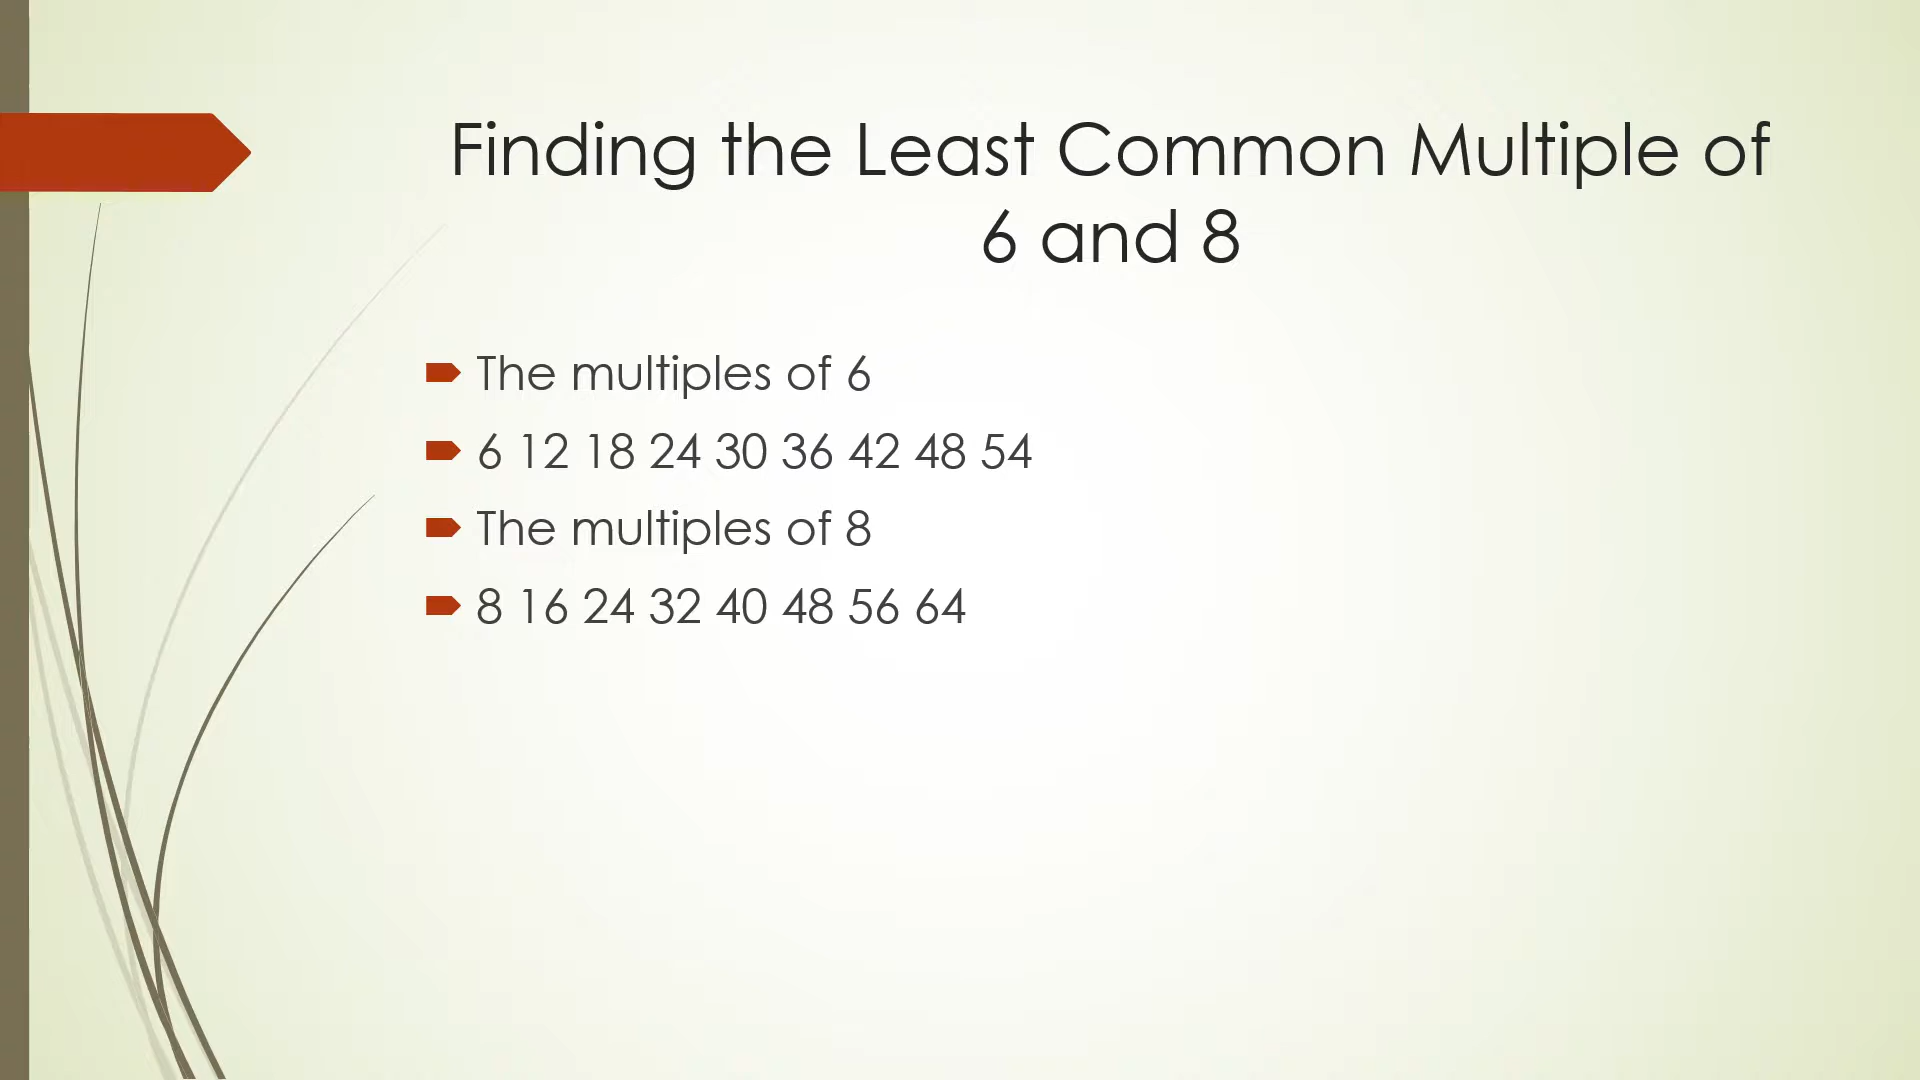 Finding the Least Common Multiple of
6 and 8
The multiples of 6
6 12 18 24 30 36 42 48 54
The multiples of 8
8 16 24 32 40 48 56 64